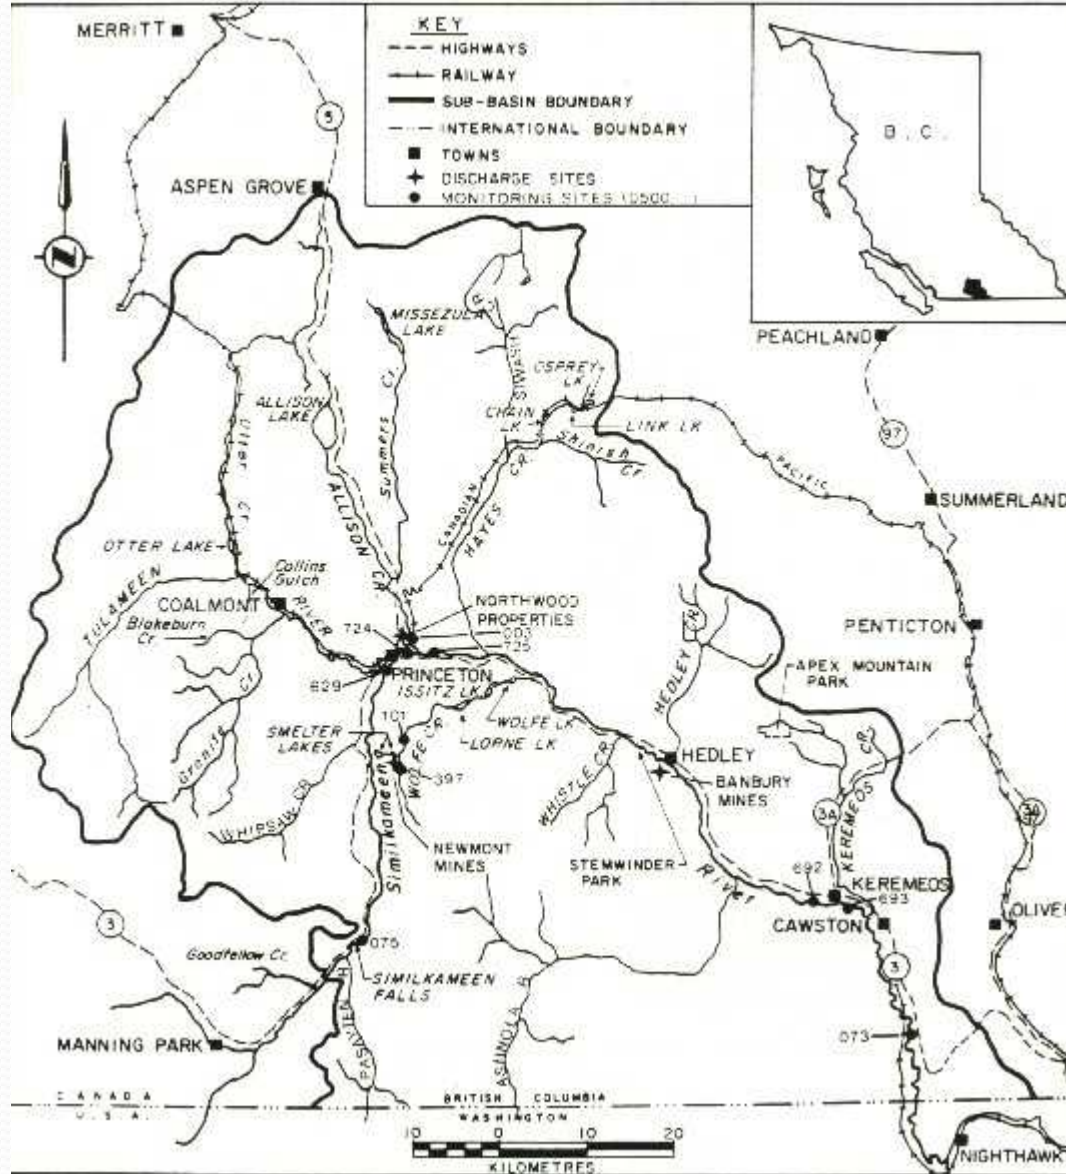 MERRITT
KEY
HIGHWAYS
RAILWAY
SUB-BASIN BOUNDARY
INTERNATIONAL BOUNDARY
TOWNS
DISCHARGE SITES
MONITORING SITES (0500
B.C.
5
ASPEN GROVE
N
MISSEZULA
LAKE
PEACHLAND
SIWASH
OSPREY
LK
ALLISON
LAKE
CHAIN
LK
LINK LK
97
Otter Cr.
Summers Cr.
Shinish
Cr.
CANADIAN
PACIFIC
ALLISON
CR.
HAYES
CR.
SUMMERLAND
OTTER LAKE
Collins
Gulch
TULAMEEN
RIVER
COALMONT
Blakeburn
Cr.
NORTHWOOD
PROPERTIES
003
724
725
PENTICTON
629
PRINCETON
ISSITZ LK
APEX MOUNTAIN
PARK
HEDLEY CR.
Granite
Cr.
SMELTER
LAKES
101
WOLFE CR.
WOLFE LK
LORNE LK
397
HEDLEY
WHISTLE CR.
BANBURY
MINES
WHIPSAW CR.
Similkameen
NEWMONT
MINES
STEMWINDER
PARK
River
3A
KEREMEOS
CR.
3A
692
KEREMEOS
693
CAWSTON
OLIVER
3
Goodfellow Cr.
075
SIMILKAMEEN
FALLS
3
PASAYTEN R
ASHNOLA R
MANNING PARK
073
CANADA
U.S.A.
BRITISH COLUMBIA
WASHINGTON
10 0 10 20
KILOMETRES
NIGHTHAWK